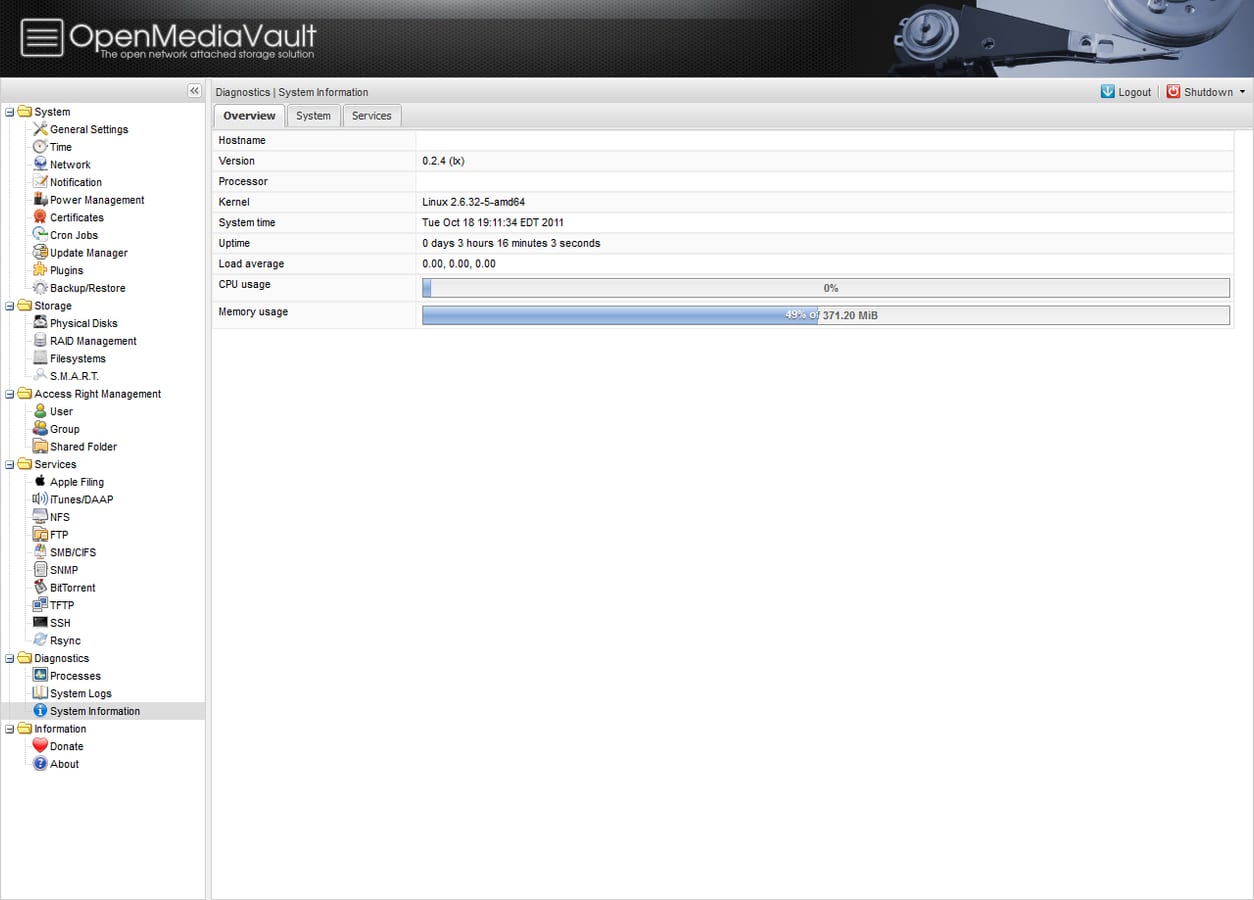 OpenMediaVault
The open network attached storage solution
Diagnostics | System Information
Logout
Shutdown
System
General Settings
Time
Network
Notification
Power Management
Certificates
Cron Jobs
Update Manager
Plugins
Backup/Restore
Storage
Physical Disks
RAID Management
Filesystems
S.M.A.R.T.
Access Right Management
User
Group
Shared Folder
Services
Apple Filing
iTunes/DAAP
NFS
FTP
SMB/CIFS
SNMP
BitTorrent
TFTP
SSH
Rsync
Diagnostics
Processes
System Logs
System Information
Information
Donate
About
Overview System Services
Hostname
Version 0.2.4 (Ix)
Processor
Kernel Linux 2.6.32-5-amd64
System time Tue Oct 18 19:11:34 EDT 2011
Uptime 0 days 3 hours 16 minutes 3 seconds
Load average 0.00, 0.00, 0.00
CPU usage 0%
Memory usage 49% of 371.20 MiB